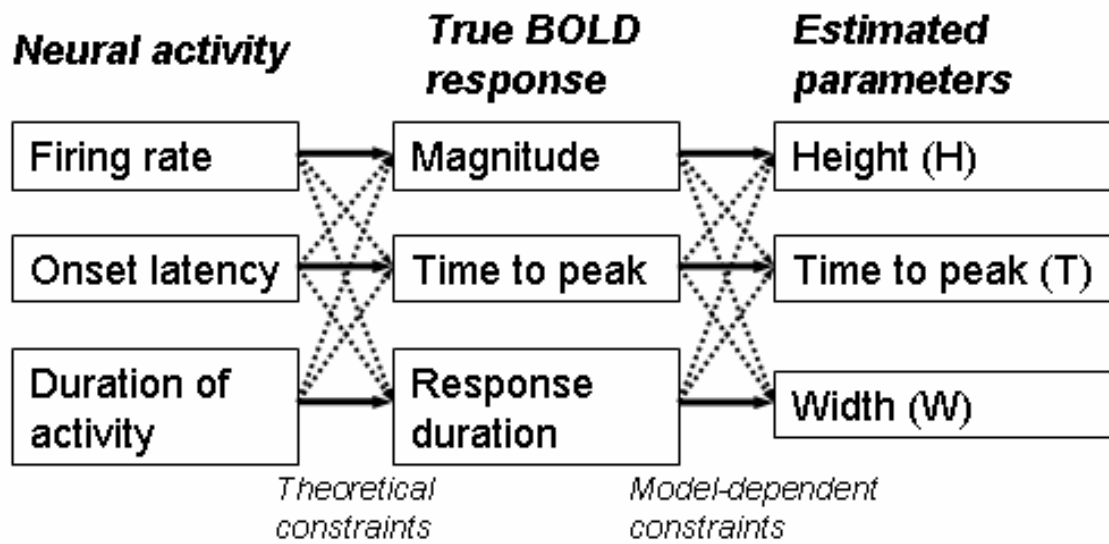 Neural activity
True BOLD
response
Estimated
parameters
Firing rate
Magnitude
Height (H)
Onset latency
Time to peak
Time to peak (T)
Duration of
activity
Response
duration
Width (W)
Theoretical
constraints
Model-dependent
constraints